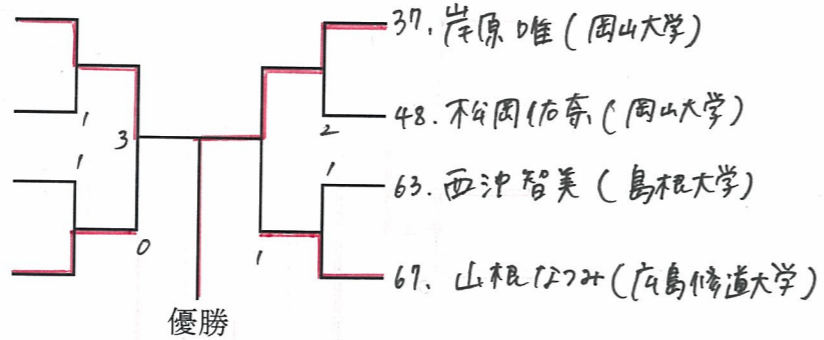 37. 岸原 唯 (岡山大学)
1
48. 松岡佑奈 (岡山大学)
3
2
1
1
63. 西沖智美 (島根大学)
0
1
67. 山根なつみ (広島修道大学)
優勝